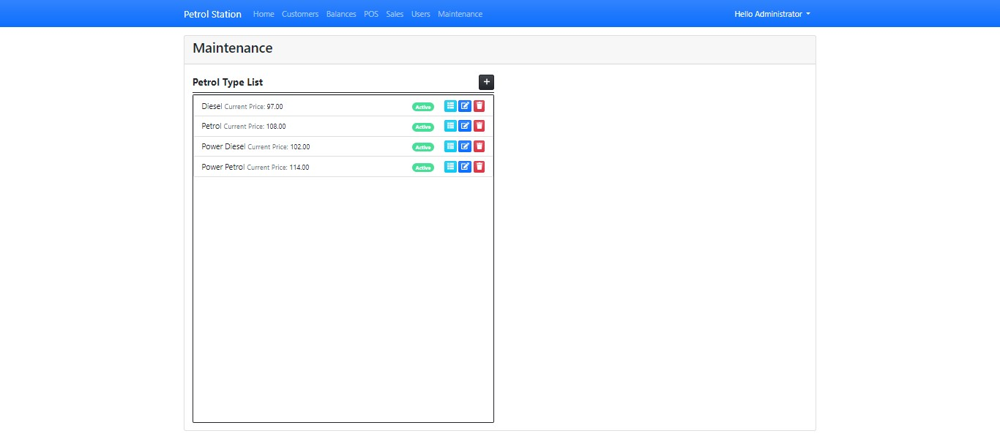 Petrol Station Home Customers Balances POS Sales Users Maintenance Hello Administrator
Maintenance
Petrol Type List
Diesel Current Price: 97.00 Active
Petrol Current Price: 108.00 Active
Power Diesel Current Price: 102.00 Active
Power Petrol Current Price: 114.00 Active